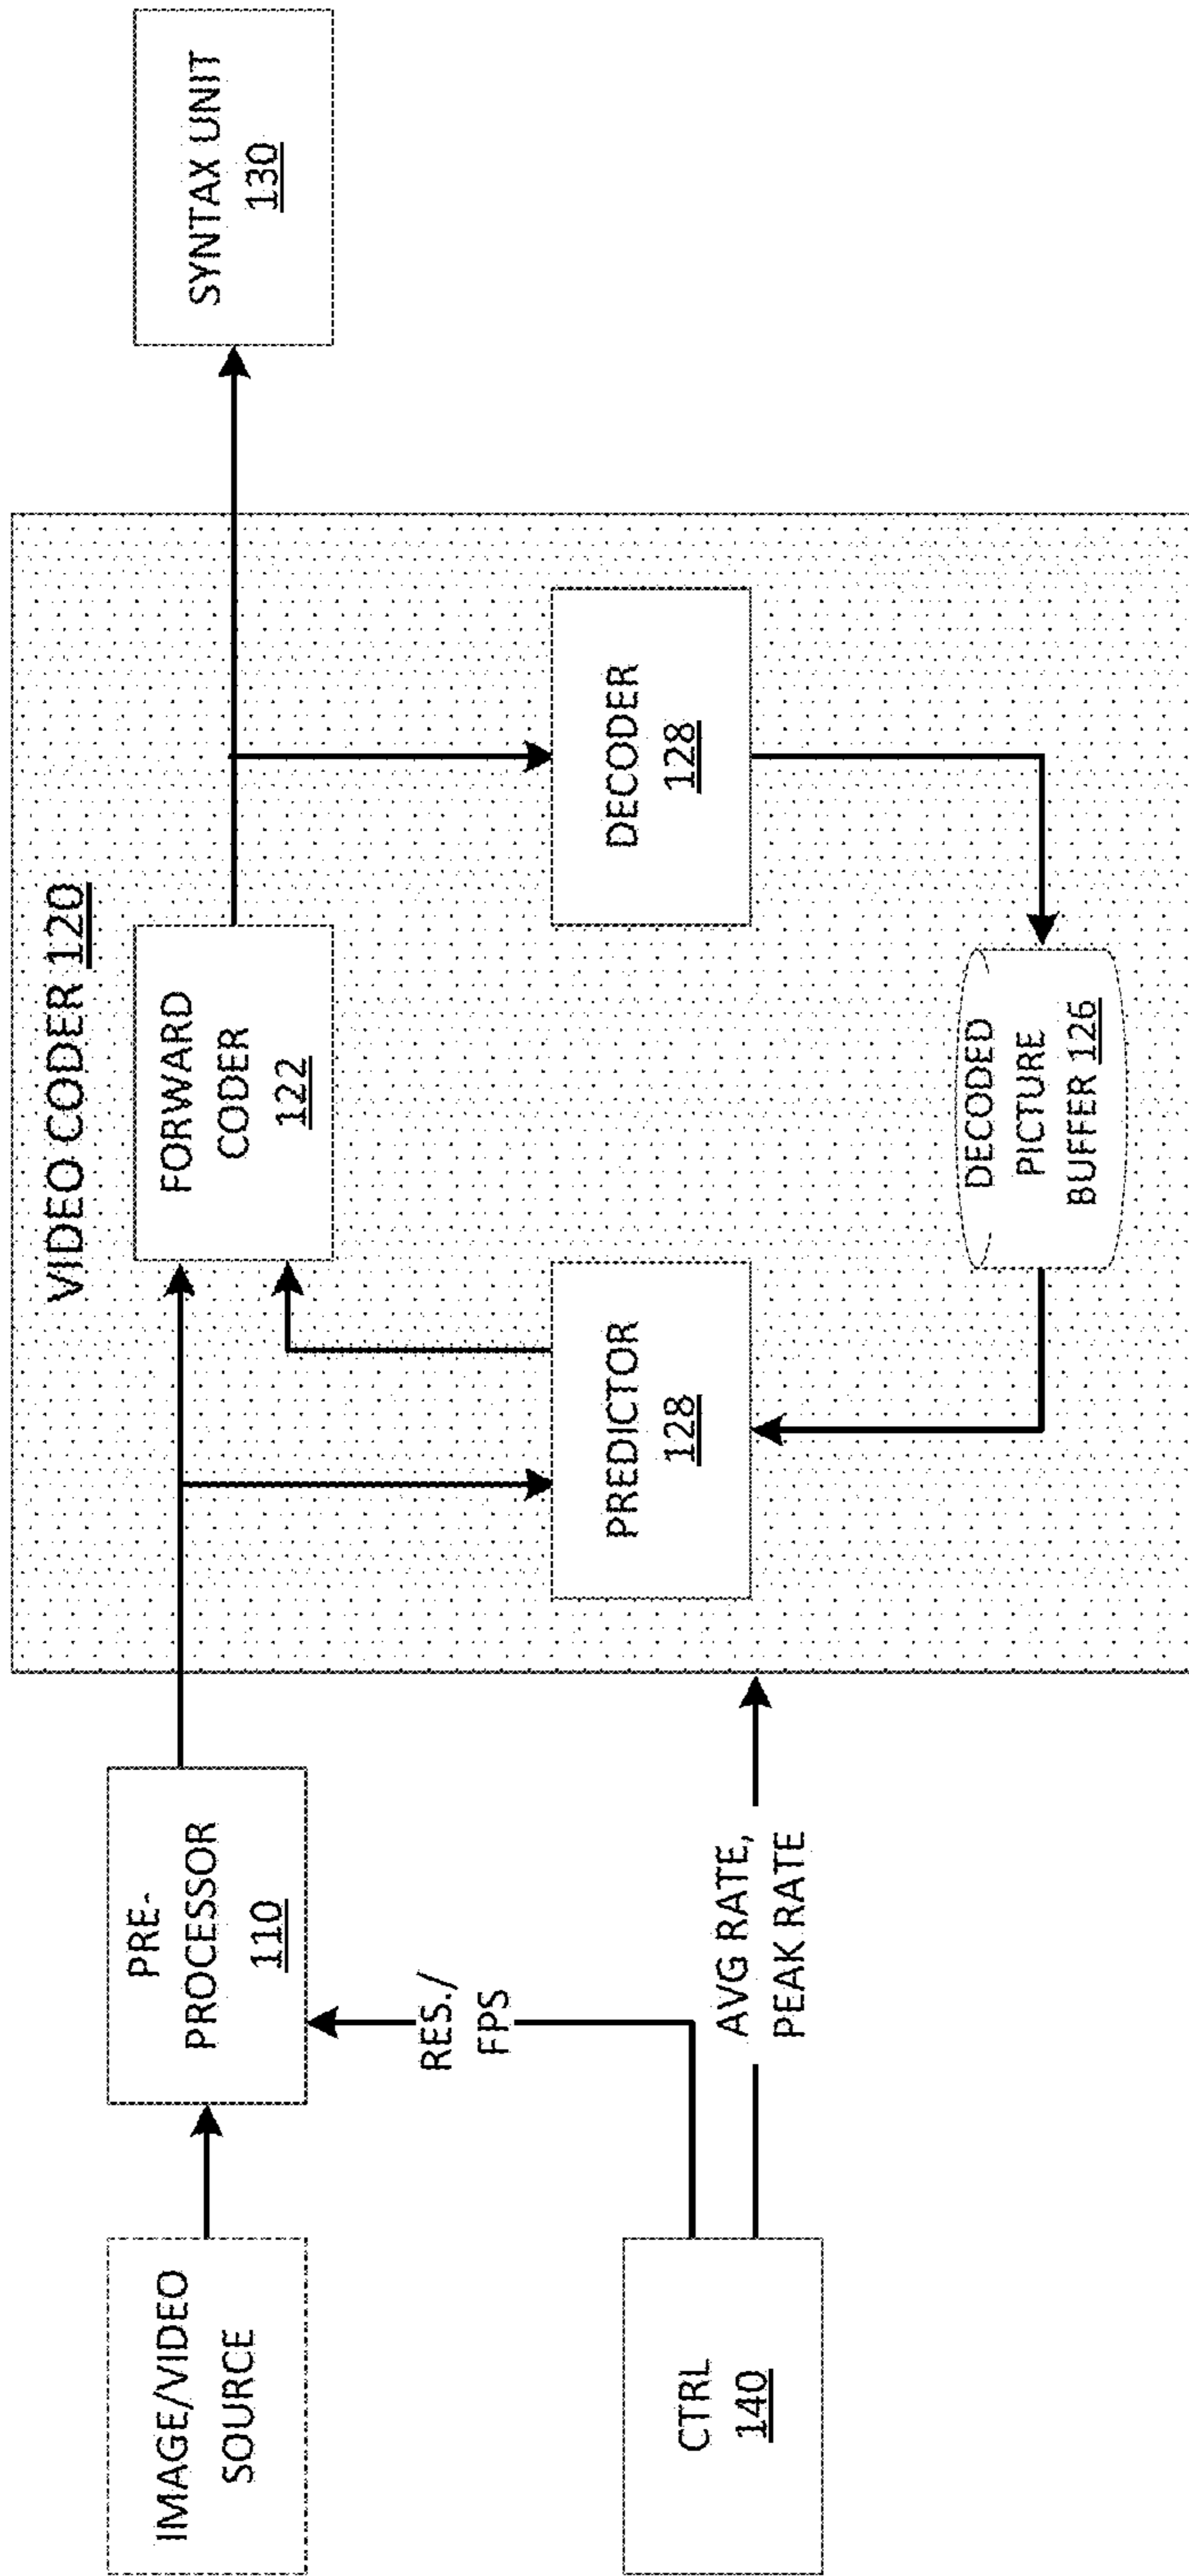 IMAGE/VIDEO
SOURCE
PRE-
PROCESSOR
110
RES./
FPS
CTRL
140
AVG RATE,
PEAK RATE
VIDEO CODER 120
FORWARD
CODER
122
PREDICTOR
128
DECODER
128
DECODED
PICTURE
BUFFER 126
SYNTAX UNIT
130